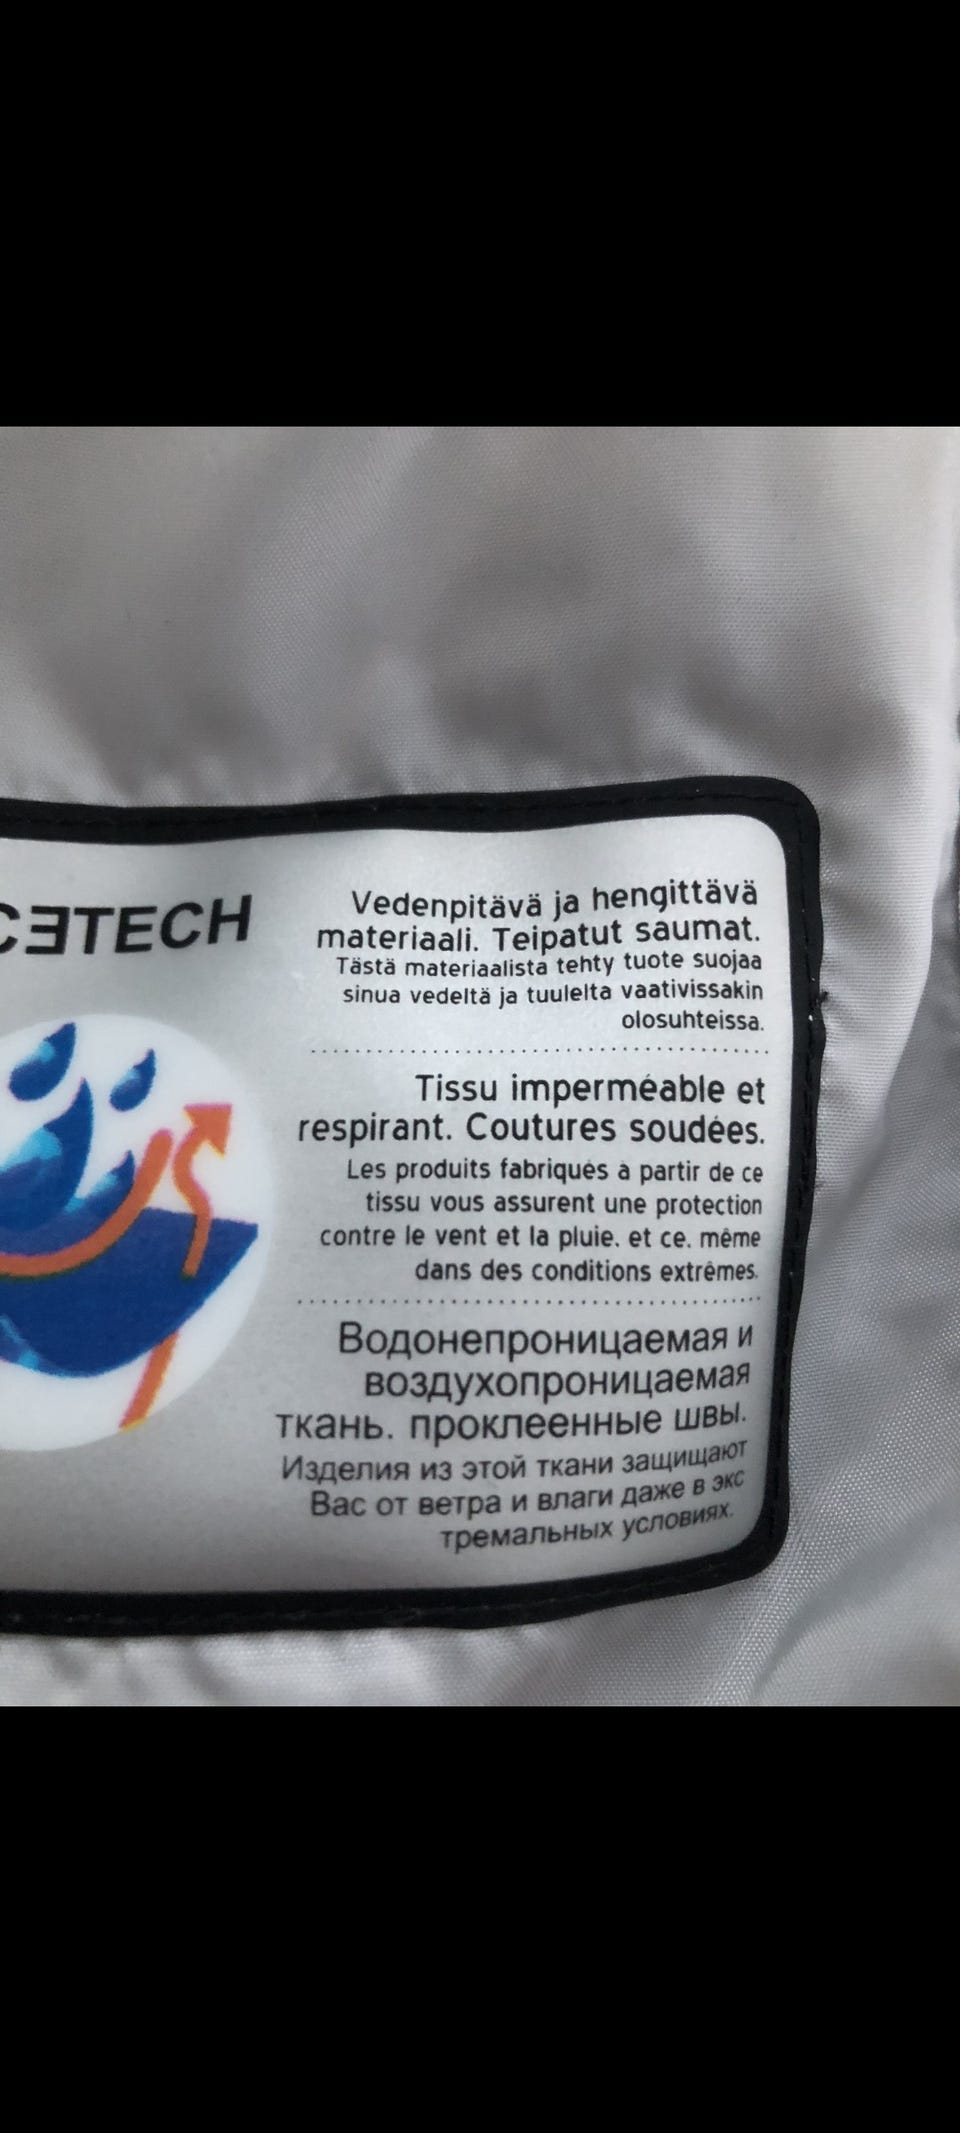 CETECH
Vedenpitävä ja hengittävä
materiaali. Teipatut saumat.
Tästä materiaalista tehty tuote suojaa
sinua vedeltä ja tuulelta vaativissakin
olosuhteissa.
Tissu imperméable et
respirant. Coutures soudées.
Les produits fabriqués à partir de ce
tissu vous assurent une protection
contre le vent et la pluie. et ce. même
dans des conditions extrêmes.
Водонепроницаемая и
воздухопроницаемая
ткань. проклеенные швы.
Изделия из этой ткани защищают
Вас от ветра и влаги даже в экс
тремальных условиях.